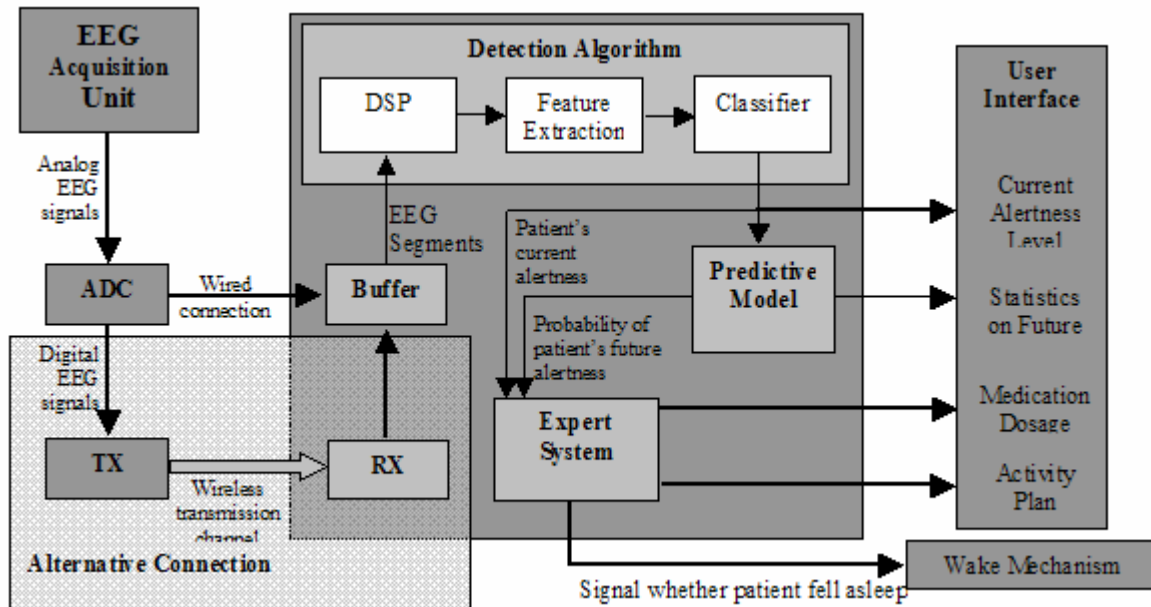 EEG
Acquisition
Unit
Detection Algorithm
DSP
Feature
Extraction
Classifier
User
Interface
Analog
EEG
signals
EEG
Segments
Patient's
current
alertness
Current
Alertness
Level
ADC
Wired
connection
Buffer
Predictive
Model
Statistics
on Future
Probability of
patient's future
alertness
Digital
EEG
signals
Expert
System
Medication
Dosage
TX
RX
Wireless
transmission
channel
Activity
Plan
Alternative Connection
Signal whether patient fell asleep
Wake Mechanism